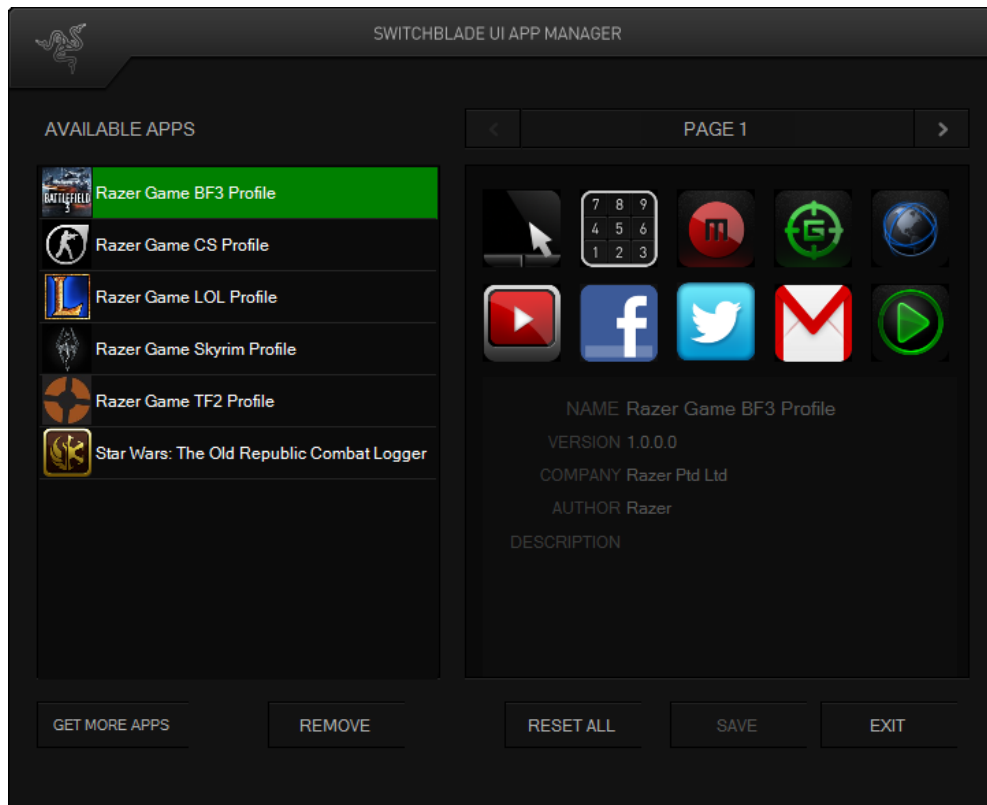 SWITCHBLADE UI APP MANAGER
AVAILABLE APPS
PAGE 1
BATTLEFIELD
3
Razer Game BF3 Profile
Razer Game CS Profile
L
Razer Game LOL Profile
Razer Game Skyrim Profile
Razer Game TF2 Profile
Star Wars: The Old Republic Combat Logger
7 8 9
4 5 6
1 2 3
m
G
f
NAME Razer Game BF3 Profile
VERSION 1.0.0.0
COMPANY Razer Ptd Ltd
AUTHOR Razer
DESCRIPTION
GET MORE APPS
REMOVE
RESET ALL
SAVE
EXIT